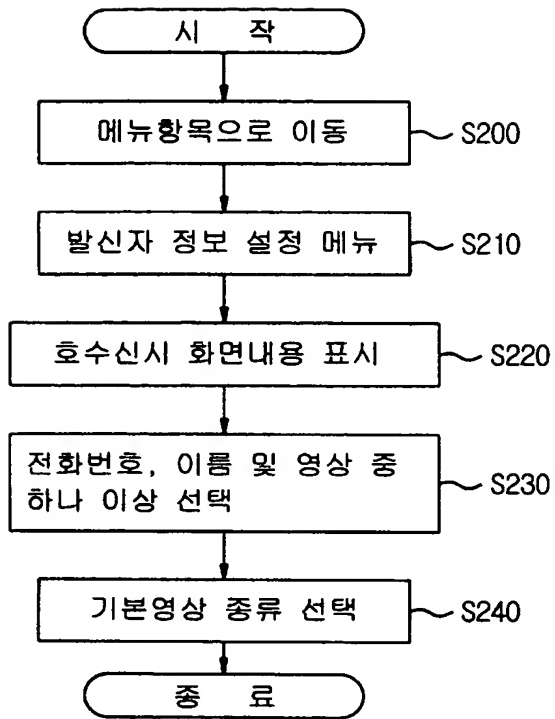 시 작
메뉴항목으로 이동
S200
발신자 정보 설정 메뉴
S210
호수신시 화면내용 표시
S220
전화번호, 이름 및 영상 중
하나 이상 선택
S230
기본영상 종류 선택
S240
종 료